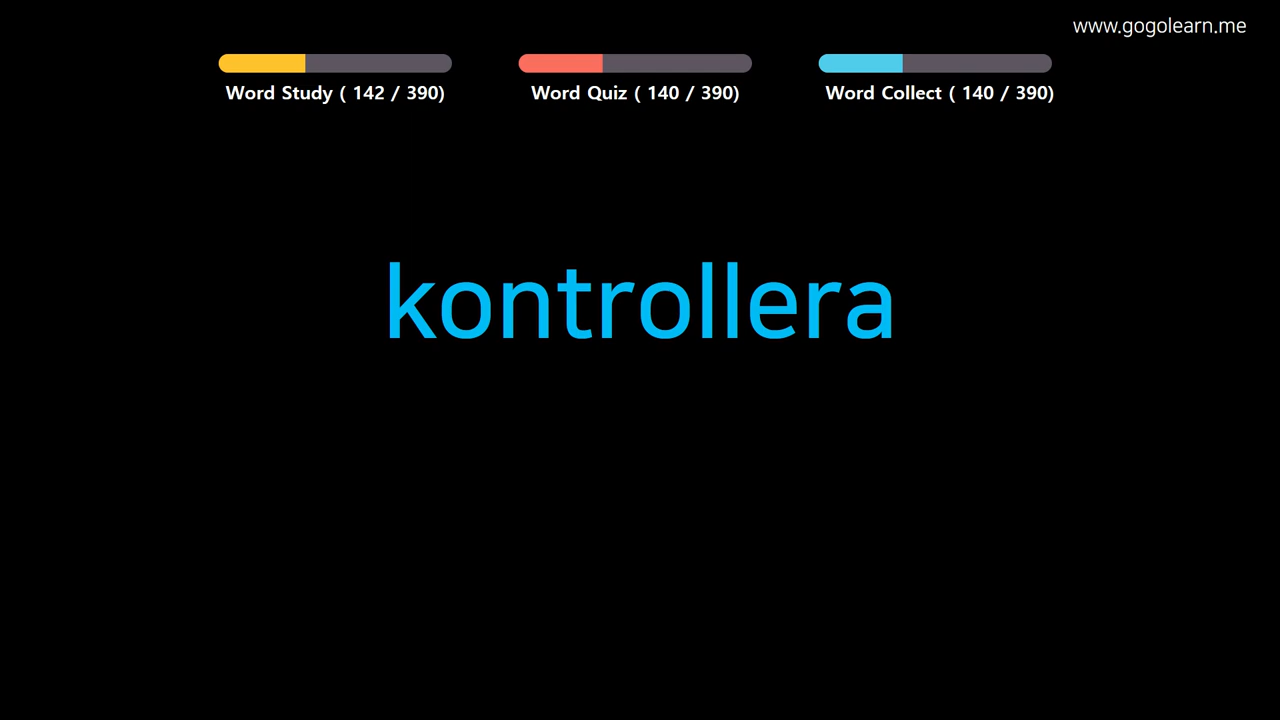 www.gogolearn.me
Word Study ( 142 / 390)
Word Quiz ( 140 / 390)
Word Collect ( 140 / 390)
kontrollera